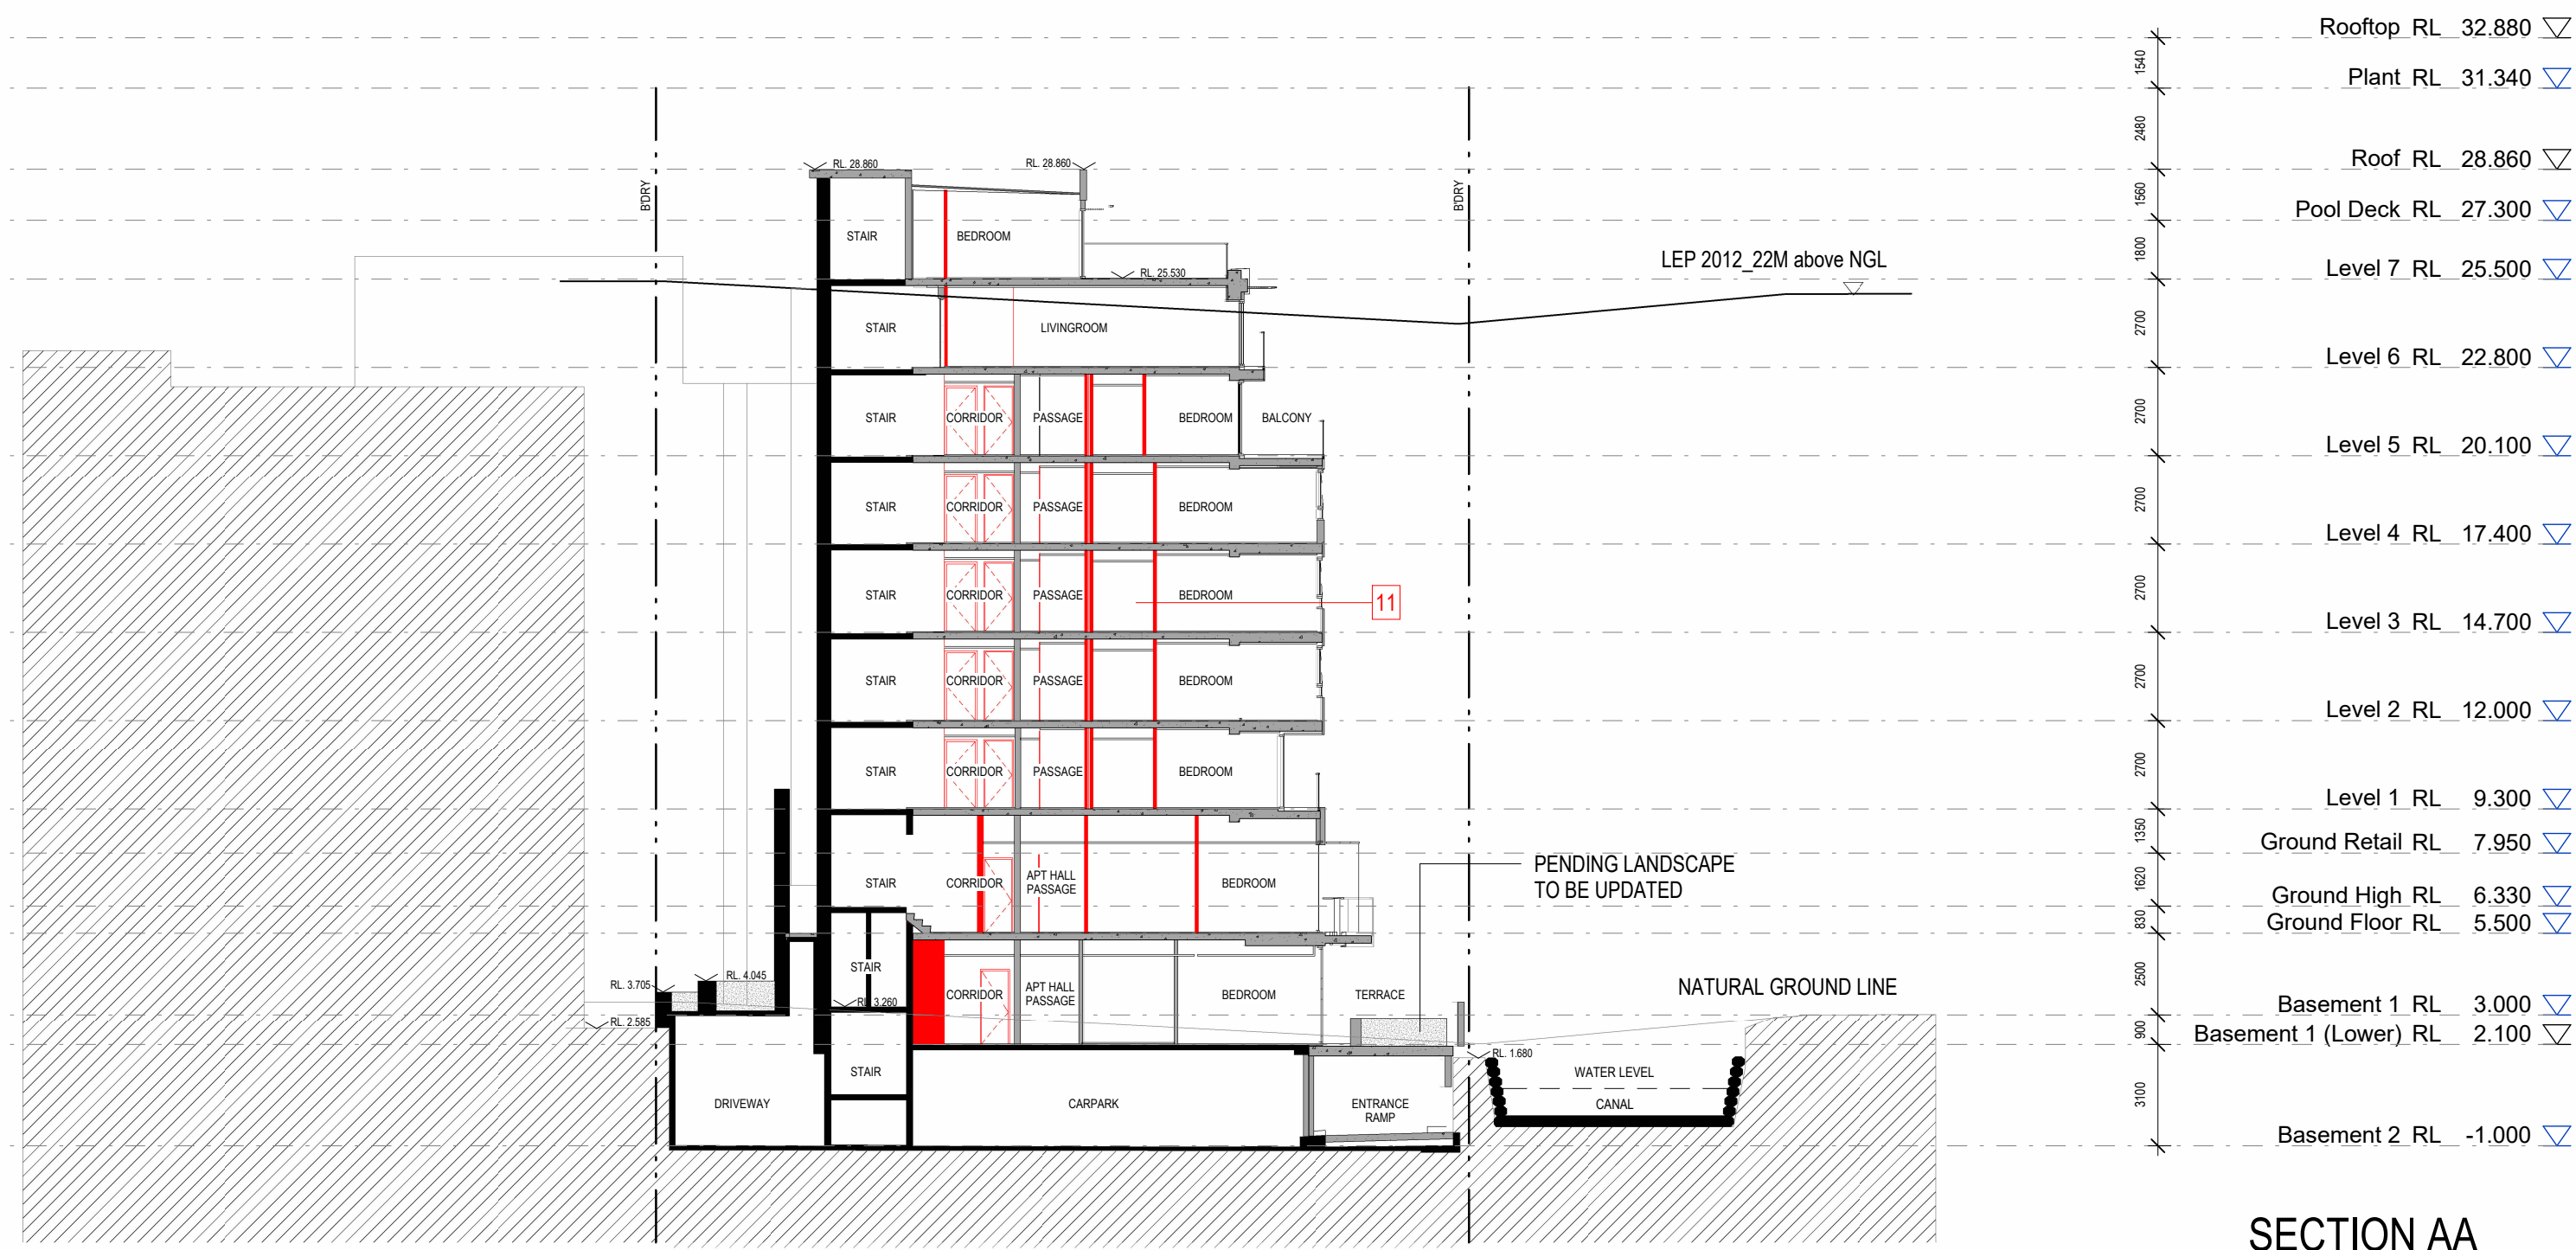 Rooftop RL 32.880
1540
Plant RL 31.340
2480
Roof RL 28.860
RL. 28.860
RL. 28.860
B'DRY
B'DRY
1560
Pool Deck RL 27.300
STAIR
BEDROOM
1800
LEP 2012_22M above NGL
Level 7 RL 25.500
RL. 25.530
STAIR
LIVINGROOM
2700
Level 6 RL 22.800
STAIR
CORRIDOR
PASSAGE
BEDROOM
BALCONY
2700
Level 5 RL 20.100
STAIR
CORRIDOR
PASSAGE
BEDROOM
2700
Level 4 RL 17.400
STAIR
CORRIDOR
PASSAGE
BEDROOM
11
2700
Level 3 RL 14.700
STAIR
CORRIDOR
PASSAGE
BEDROOM
2700
Level 2 RL 12.000
STAIR
CORRIDOR
PASSAGE
BEDROOM
2700
Level 1 RL 9.300
1350
Ground Retail RL 7.950
PENDING LANDSCAPE
TO BE UPDATED
STAIR
CORRIDOR
APT HALL
PASSAGE
BEDROOM
1620
Ground High RL 6.330
830
Ground Floor RL 5.500
STAIR
RL. 4.045
RL. 3.705
RL. 3.260
CORRIDOR
APT HALL
PASSAGE
BEDROOM
TERRACE
NATURAL GROUND LINE
2500
Basement 1 RL 3.000
RL. 2.585
900
Basement 1 (Lower) RL 2.100
RL. 1.680
STAIR
WATER LEVEL
DRIVEWAY
CARPARK
ENTRANCE
RAMP
CANAL
3100
Basement 2 RL -1.000
SECTION AA